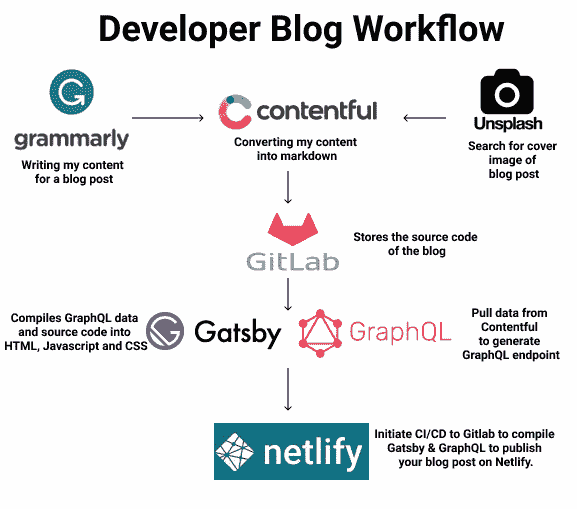 Developer Blog Workflow
grammarly
Writing my content
for a blog post
contentful
Converting my content
into markdown
Unsplash
Search for cover
image of
blog post
GitLab
Stores the source code
of the blog
Compiles GraphQL data
and source code into
HTML, Javascript and CSS
Gatsby
GraphQL
Pull data from
Contentful
to generate
GraphQL endpoint
netlify
Initiate CI/CD to Gitlab to compile
Gatsby & GraphQL to publish
your blog post on Netlify.